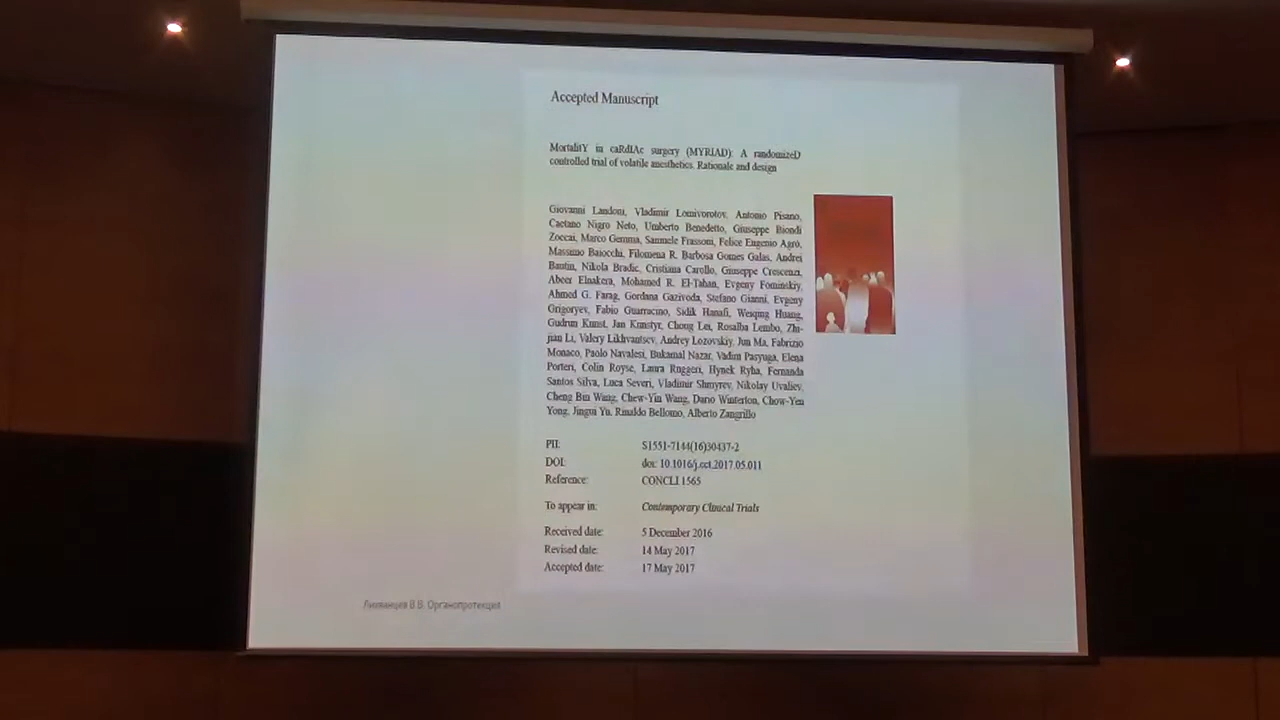 Accepted Manuscript
MortalitY in caRdIAc surgery (MYRIAD): A randomizeD
controlled trial of volatile anesthetics. Rationale and design
Giovanni Landoni, Vladimir Lomivorotov, Antonio Pisano,
Caetano Nigro Neto, Umberto Benedetto, Giuseppe Biondi
Zoccai, Marco Gemma, Samuele Frassoni, Felice Eugenio Agrò,
Massimo Baiocchi, Filomena R. Barbosa Gomes Galas, Andrei
Bautin, Nikola Bradic, Cristiana Carollo, Giuseppe Crescenzi,
Abeer Elnakera, Mohamed R. El-Tahan, Evgeny Fominskiy,
Ahmed G. Farag, Gordana Gazivoda, Stefano Gianni, Evgeny
Grigoryev, Fabio Guarracino, Sidik Hanafi, Weiqing Huang,
Gudrun Kunst, Jan Kunstyr, Chong Lei, Rosalba Lembo, Zhi-
jian Li, Valery Likhvantsev, Andrey Lozovskiy, Jun Ma, Fabrizio
Monaco, Paolo Navalesi, Bukamal Nazar, Vadim Pasyuga, Elena
Porteri, Colin Royse, Laura Ruggeri, Hynek Riha, Fernanda
Santos Silva, Luca Severi, Vladimir Shmyrev, Nikolay Uvaliev,
Cheng Bin Wang, Chew-Yin Wang, Dario Winterton, Chow-Yen
Yong, Jingui Yu, Rinaldo Bellomo, Alberto Zangrillo
PII: S1551-7144(16)30437-2
DOI: doi: 10.1016/j.cct.2017.05.011
Reference: CONCLI 1565
To appear in: Contemporary Clinical Trials
Received date: 5 December 2016
Revised date: 14 May 2017
Accepted date: 17 May 2017
Лихванцев В.В. Органопротекция